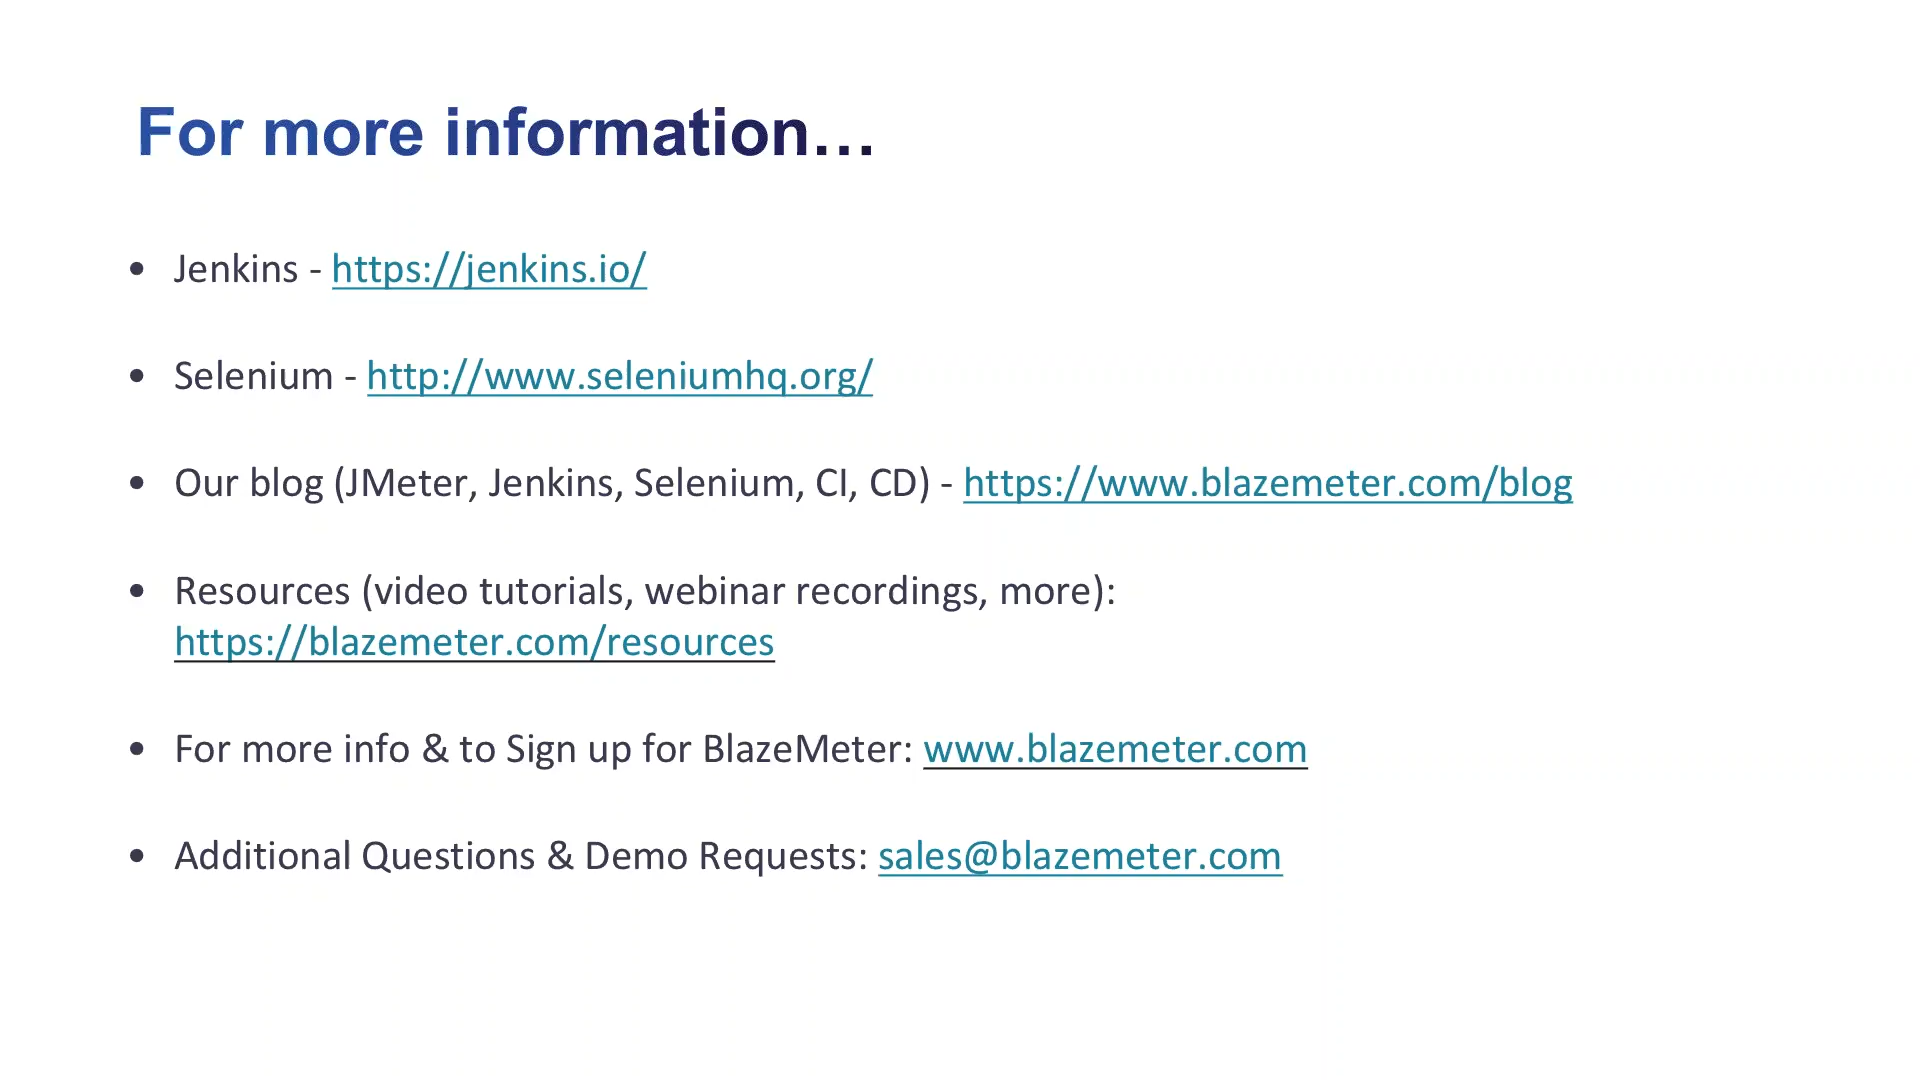 For more information…
• Jenkins - https://jenkins.io/
• Selenium - http://www.seleniumhq.org/
• Our blog (JMeter, Jenkins, Selenium, CI, CD) - https://www.blazemeter.com/blog
• Resources (video tutorials, webinar recordings, more):
https://blazemeter.com/resources
• For more info & to Sign up for BlazeMeter: www.blazemeter.com
• Additional Questions & Demo Requests: sales@blazemeter.com